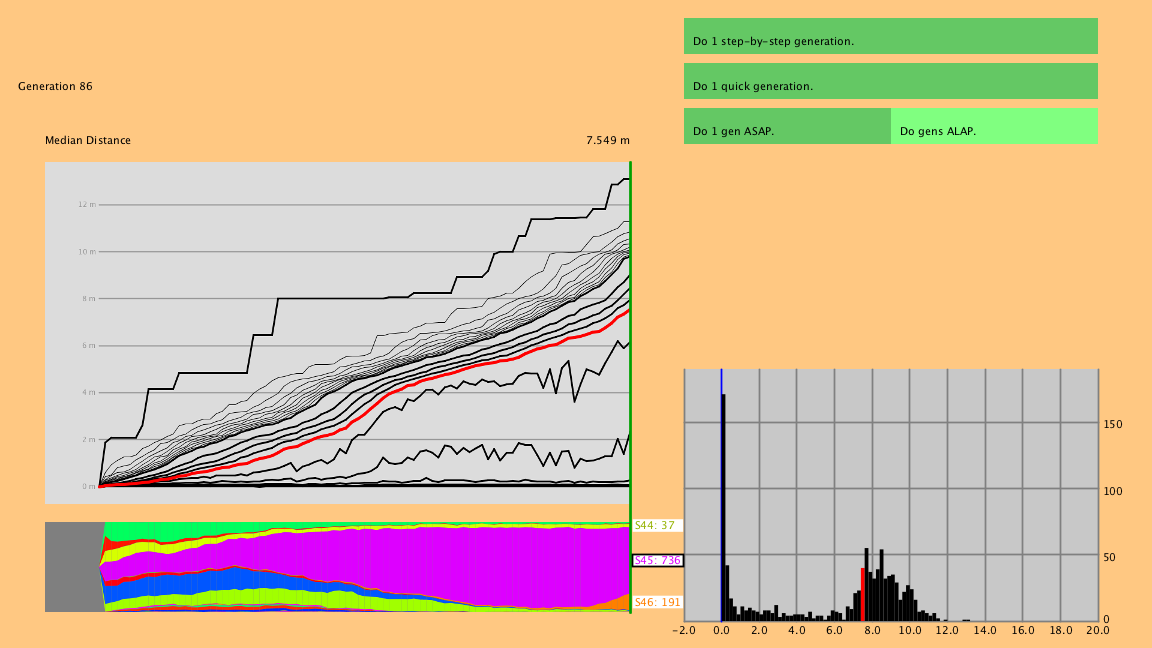 Do 1 step-by-step generation.
Generation 86
Do 1 quick generation.
Do 1 gen ASAP.
Do gens ALAP.
Median Distance
7.549 m
12 m
10 m
8 m
6 m
4 m
2 m
0 m
S44: 37
S45: 736
S46: 191
150
100
50
0
-2.0 0.0 2.0 4.0 6.0 8.0 10.0 12.0 14.0 16.0 18.0 20.0